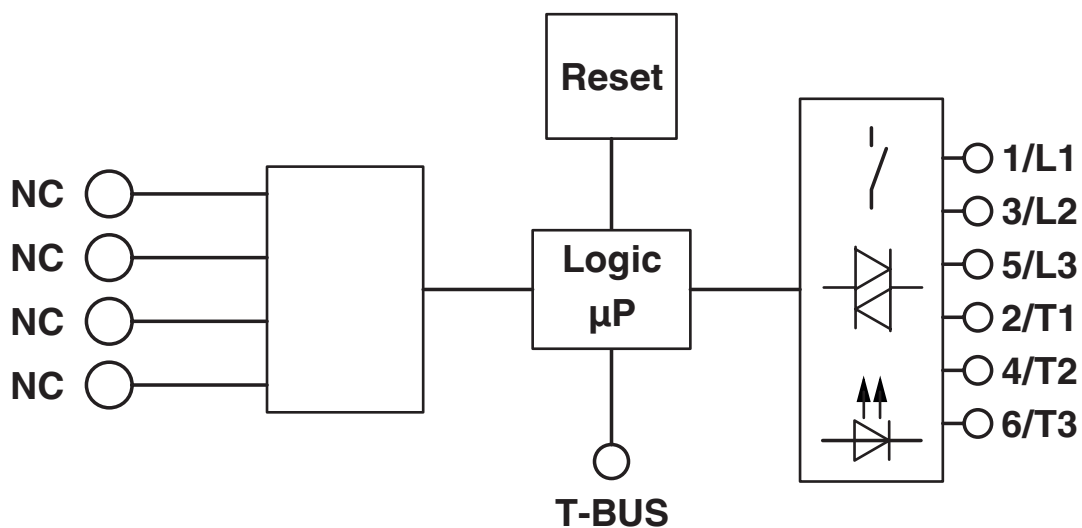 Reset
NC
NC
NC
NC
Logic
µP
T-BUS
1/L1
3/L2
5/L3
2/T1
4/T2
6/T3